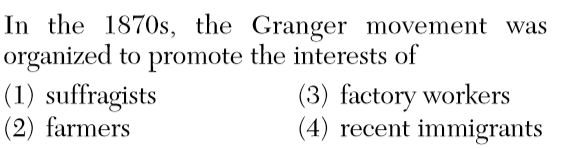 In the 1870s, the Granger movement was
organized to promote the interests of
(1) suffragists (3) factory workers
(2) farmers (4) recent immigrants